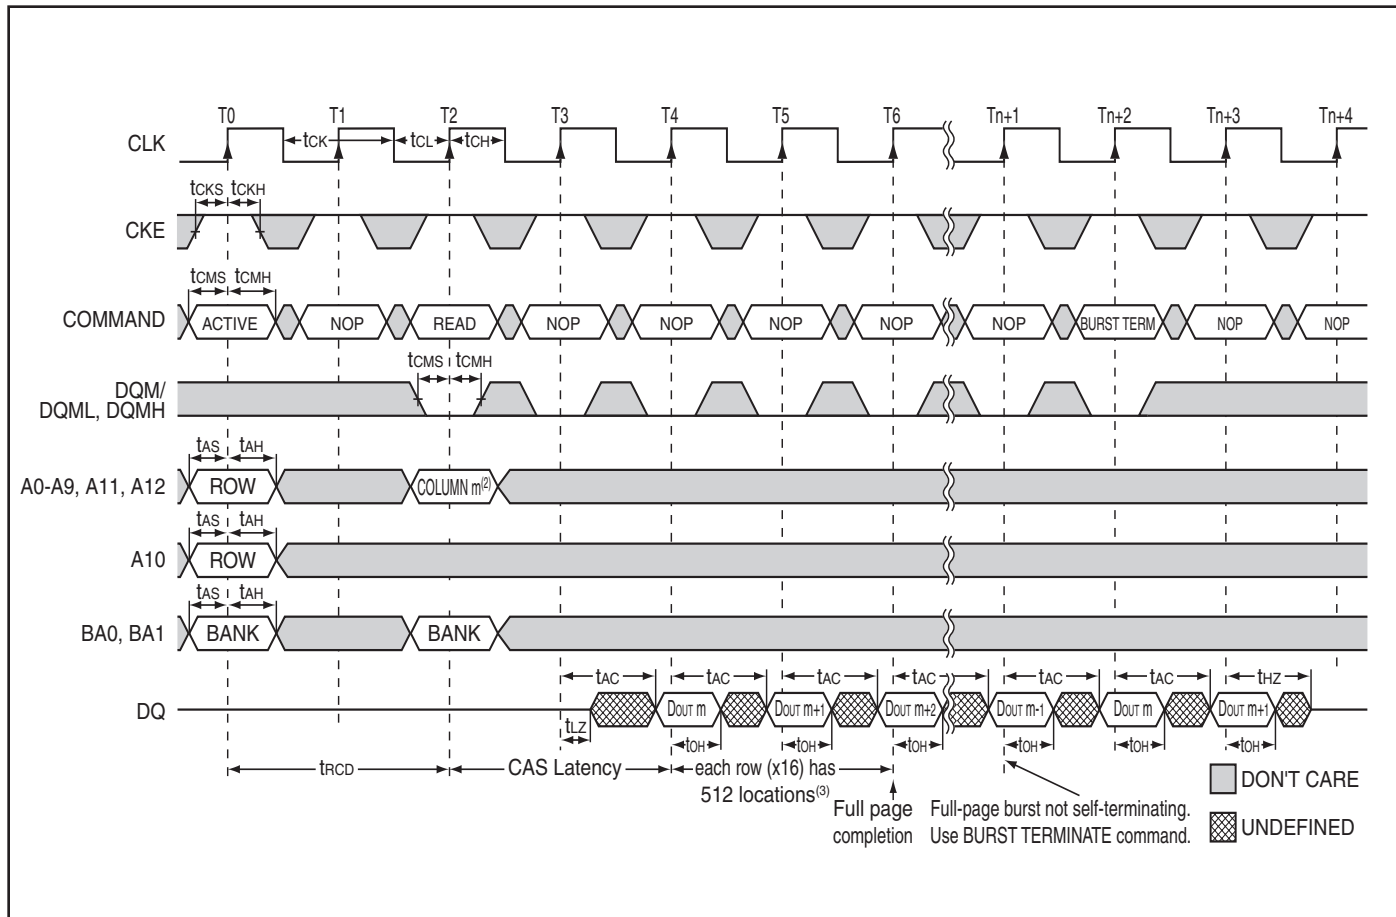 T0 T1 T2 T3 T4 T5 T6 Tn+1 Tn+2 Tn+3 Tn+4
CLK tCK tCL tCH
tCKS tCKH
CKE
tCMS tCMH
COMMAND ACTIVE NOP READ NOP NOP NOP NOP NOP BURST TERM NOP NOP
tCMS tCMH
DQM/
DQML, DQMH
tAS tAH
A0-A9, A11, A12 ROW COLUMN m(2)
tAS tAH
A10 ROW
tAS tAH
BA0, BA1 BANK BANK
tAC tAC tAC tAC tAC tAC tHZ
DQ DOUT m DOUT m+1 DOUT m+2 DOUT m-1 DOUT m DOUT m+1
tLZ tOH tOH tOH tOH tOH tOH
tRCD CAS Latency each row (x16) has
512 locations(3)
Full page
completion
Full-page burst not self-terminating.
Use BURST TERMINATE command.
DON'T CARE
UNDEFINED